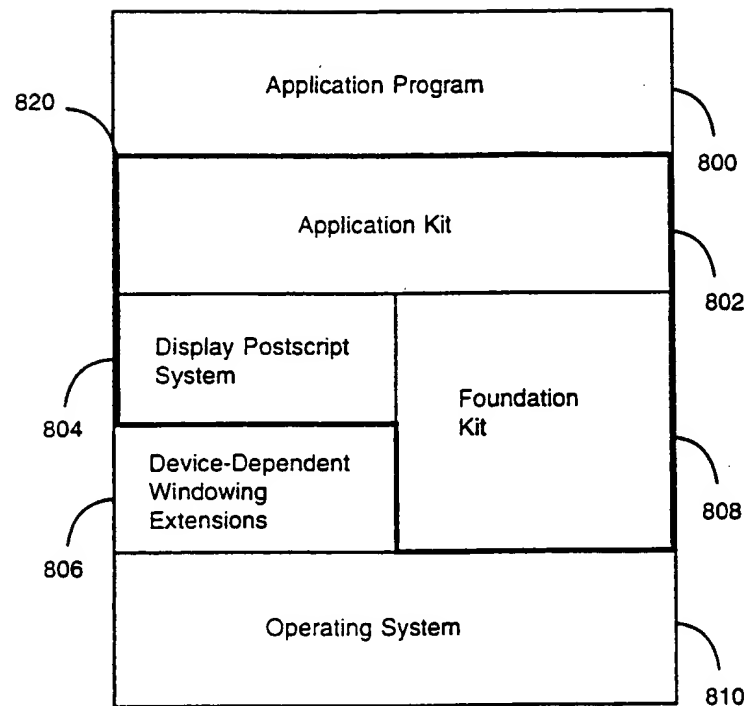 Application Program
820
800
Application Kit
802
Display Postscript
System
Foundation
Kit
804
Device-Dependent
Windowing
Extensions
808
806
Operating System
810